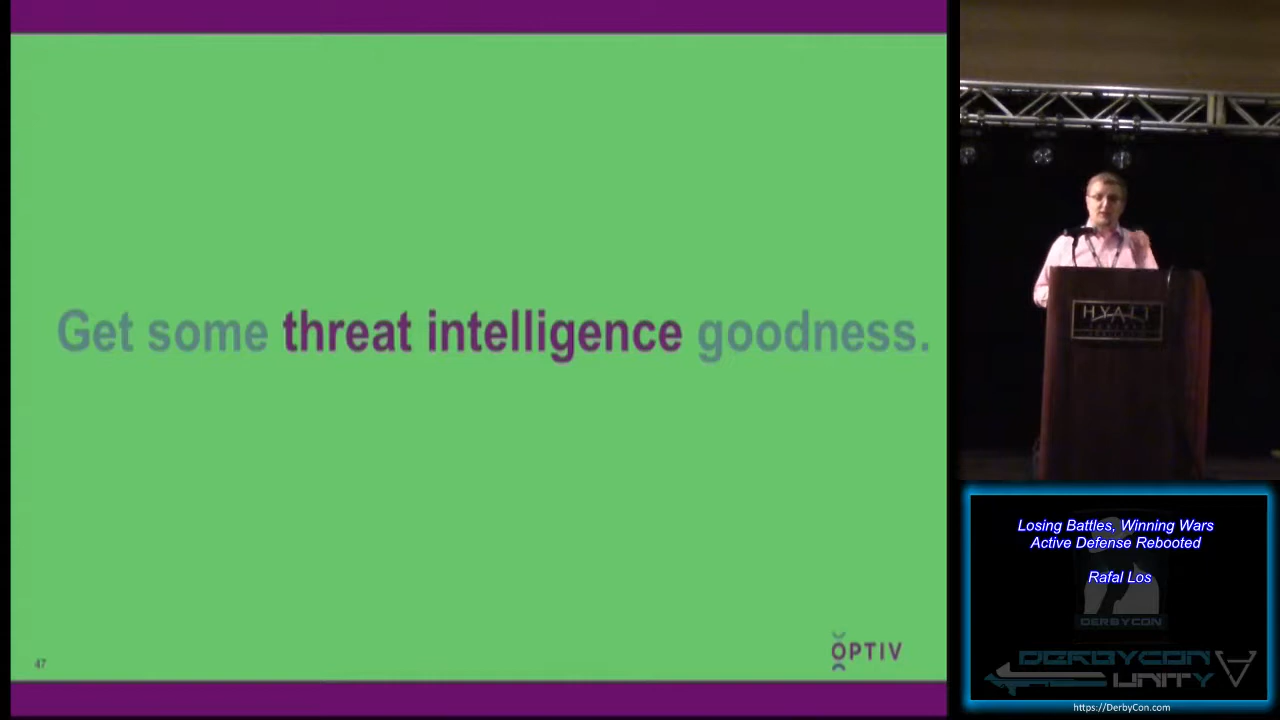 Get some threat intelligence goodness.
47
OPTIV
HYATT
Losing Battles, Winning Wars
Active Defense Rebooted
Rafal Los
DERBYCON
DERBYCON
UNITY
https://DerbyCon.com